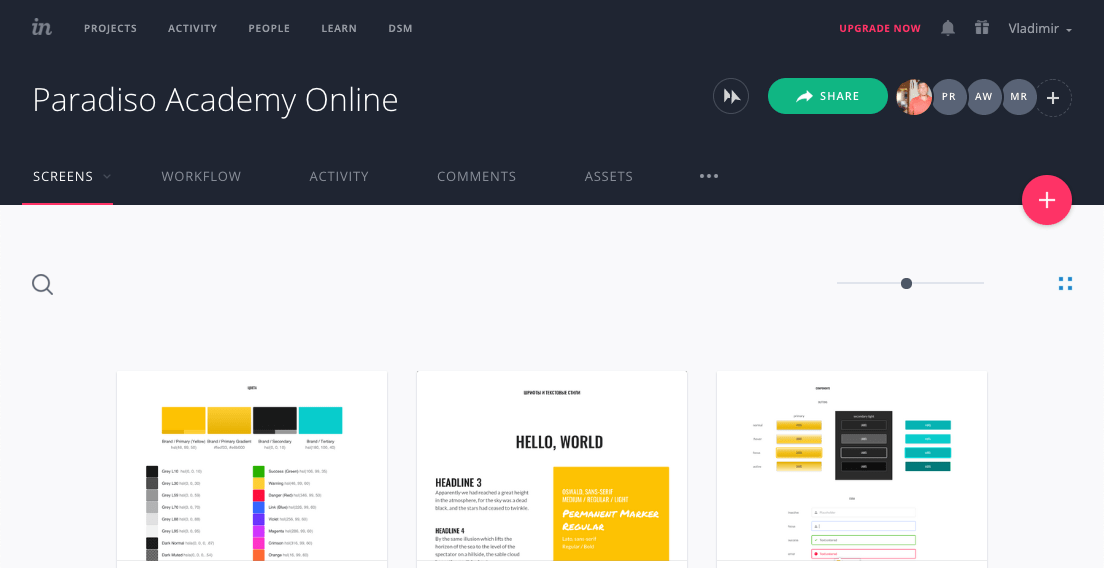 in PROJECTS ACTIVITY PEOPLE LEARN DSM UPGRADE NOW Vladimir
Paradiso Academy Online SHARE PR AW MR +
SCREENS WORKFLOW ACTIVITY COMMENTS ASSETS
+
ЦВЕТА
Brand / Primary (Yellow) Brand / Primary Gradient Brand / Secondary Brand / Tertiary
Grey L10
Grey L30
Grey L50
Grey L70
Grey L80
Grey L95
Dark Normal
Dark Muted
Success (Green)
Warning
Danger (Red)
Link (Blue)
Violet
Magenta
Crimson
Orange
ШРИФТЫ И ТЕКСТОВЫЕ СТИЛИ
HELLO, WORLD
HEADLINE 3
Apparently we had reached a great height
in the atmosphere, for the sky was a dead
black, and the stars had ceased to twinkle.
HEADLINE 4
By the same illusion which lifts the
horizon of the sea to the level of the
spectator on a hillside, the sable cloud
OSWALD, SANS-SERIF
MEDIUM / REGULAR / LIGHT
Permanent Marker
Regular
Regular / Bold
primary
secondary light